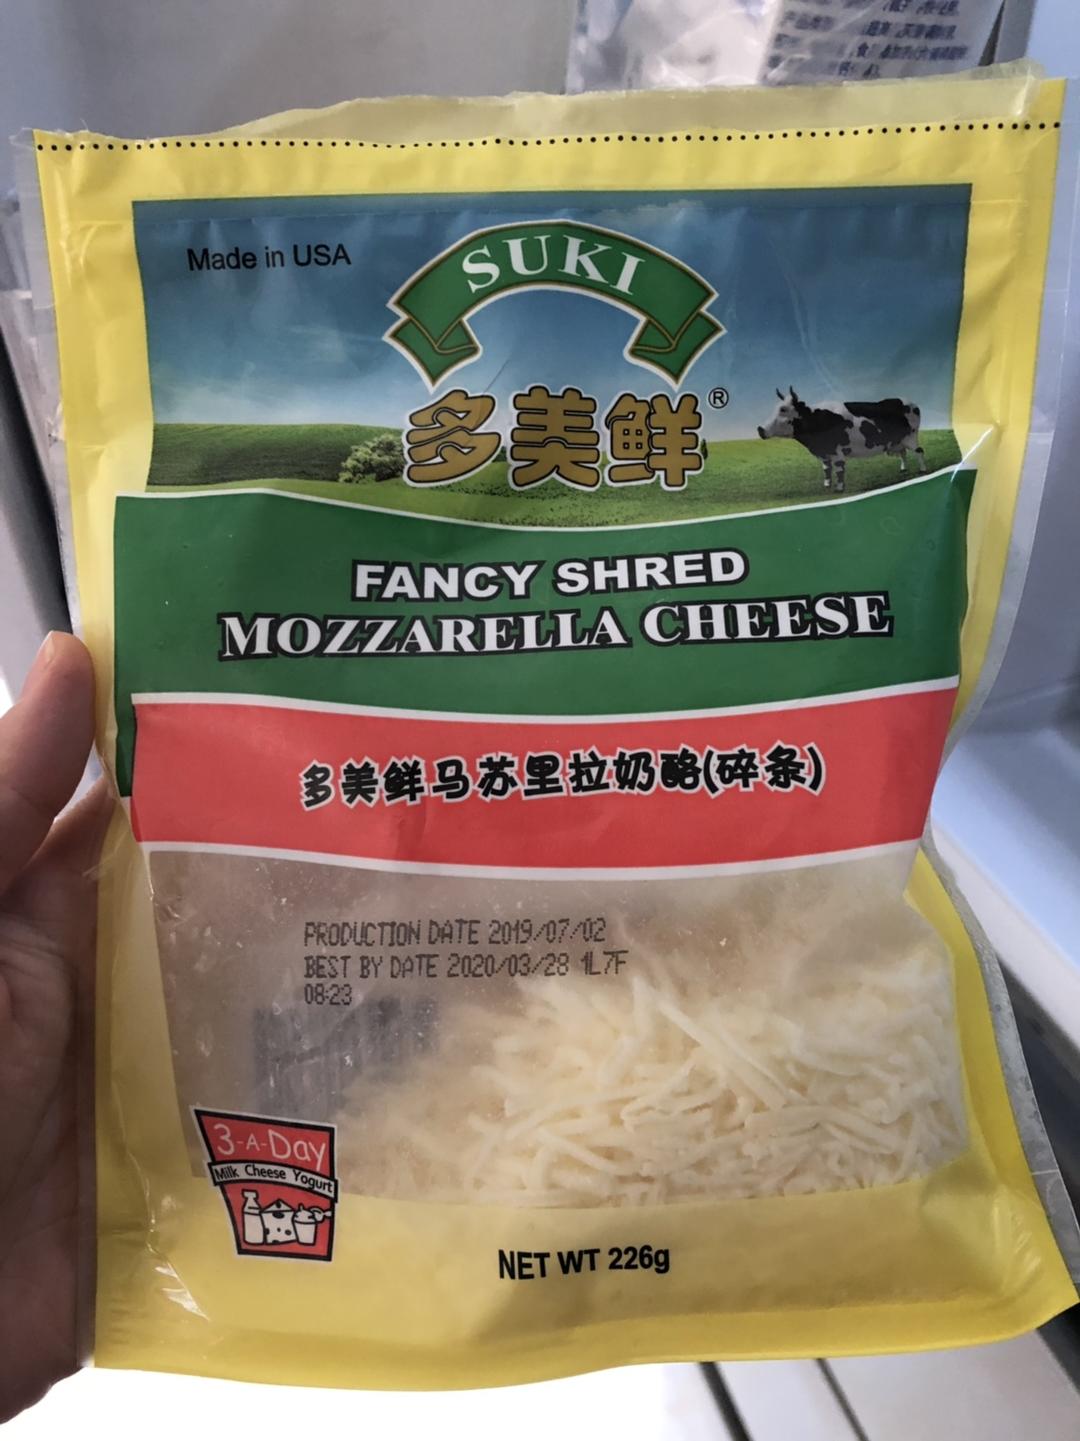 Made in USA
SUKI
多美鲜®
FANCY SHRED
MOZZARELLA CHEESE
多美鲜马苏里拉奶酪(碎条)
PRODUCTION DATE 2019/07/02
BEST BY DATE 2020/03/28 1L7F
08:23
3-A-Day
Milk Cheese Yogurt
NET WT 226g